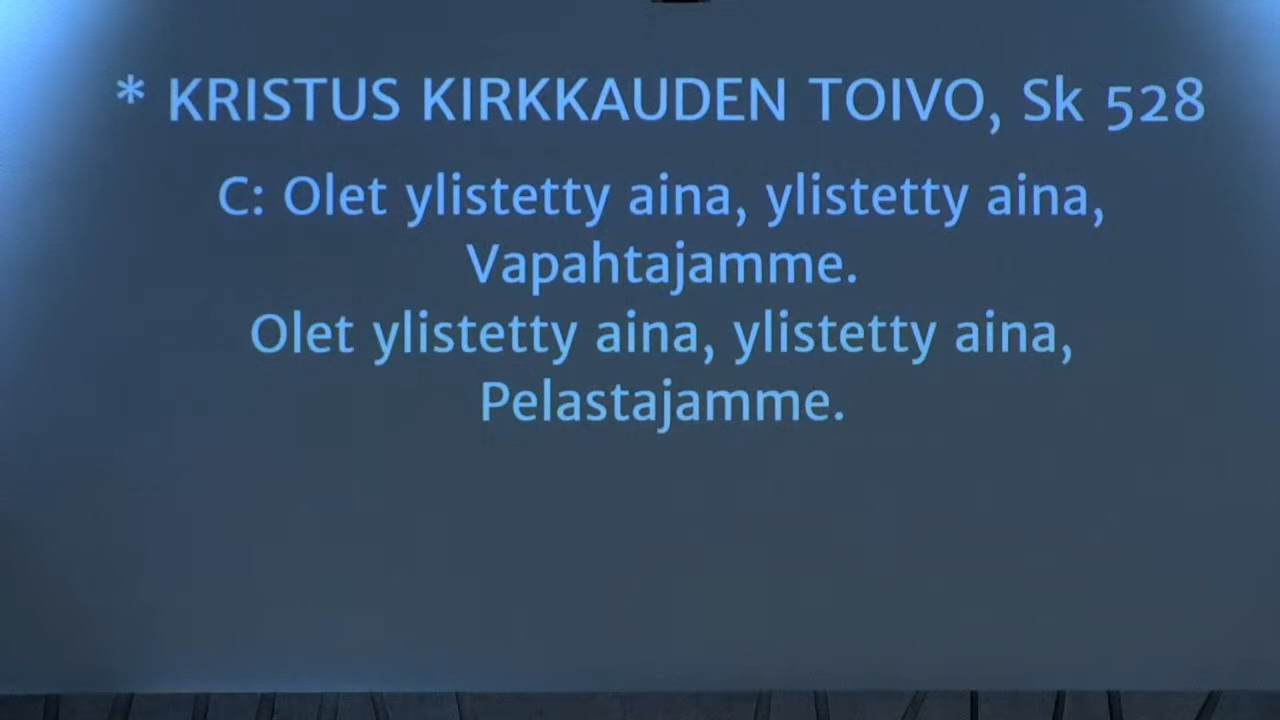 * KRISTUS KIRKKAUDEN TOIVO, Sk 528
C: Olet ylistetty aina, ylistetty aina,
Vapahtajamme.
Olet ylistetty aina, ylistetty aina,
Pelastajamme.